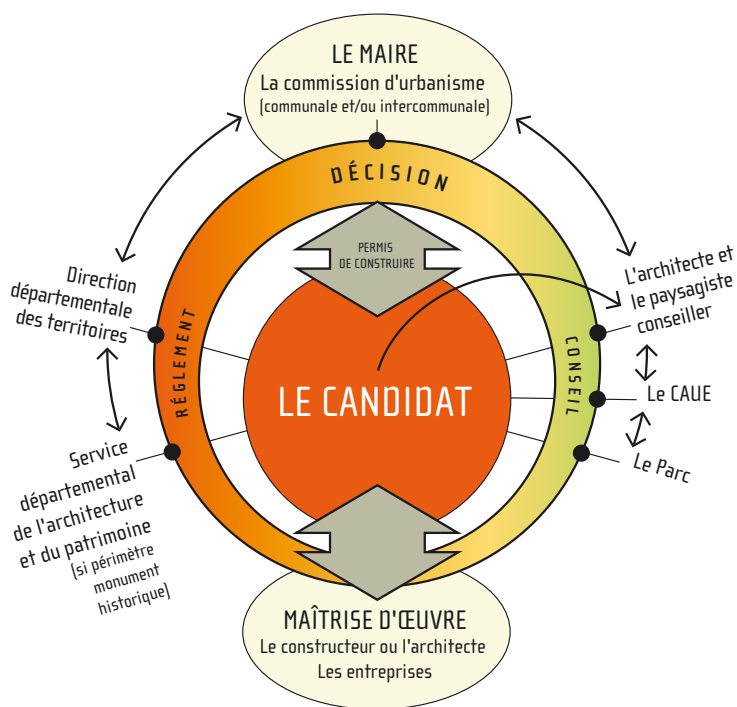 LE MAIRE
La commission d'urbanisme
(communale et/ou intercommunale)
DÉCISION
PERMIS
DE CONSTRUIRE
Direction
départementale
des territoires
L'architecte et
le paysagiste
conseiller
RÉGLEMENT
CONSEIL
LE CANDIDAT
Le CAUE
Le Parc
Service
départemental
de l'architecture
et du patrimoine
(si périmètre
monument
historique)
MAÎTRISE D'ŒUVRE
Le constructeur ou l'architecte
Les entreprises